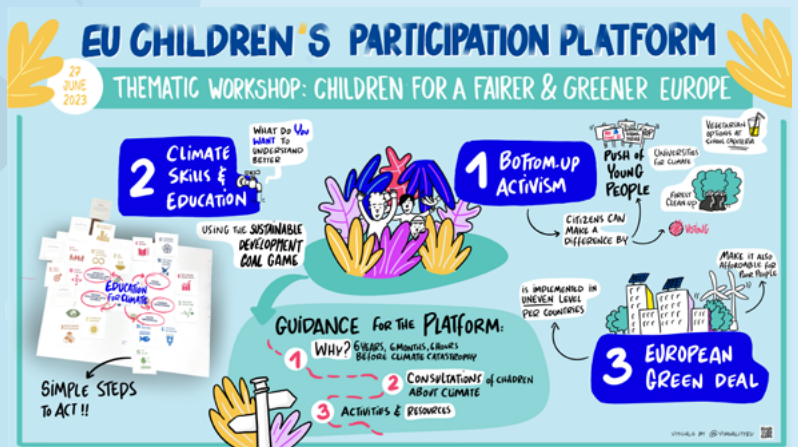 EU CHILDREN'S PARTICIPATION PLATFORM
27
JUNE
2023
THEMATIC WORKSHOP: CHILDREN FOR A FAIRER & GREENER EUROPE
2
CLIMATE
SKILLS &
EDUCATION
WHAT DO YOU
WANT TO
UNDERSTAND
BETTER
USING THE SUSTAINABLE
DEVELOPMENT
GOAL GAME
EDUCATION
FOR CLIMATE
SIMPLE STEPS
TO ACT !!
1
BOTTOM.UP
ACTIVISM
PUSH OF
YOUNG
PEOPLE
UNIVERSITIES
FOR CLIMATE
VEGETARIAN
OPTIONS AT
SCHOOL CAFETERIA
FOREST
CLEAN UP
CITIZENS CAN
MAKE A
DIFFERENCE BY
VOTING
IS IMPLEMENTED IN
UNEVEN LEVEL
PER COUNTRIES
MAKE IT ALSO
AFFORDABLE FOR
POOR PEOPLE
3
EUROPEAN
GREEN DEAL
GUIDANCE FOR THE PLATFORM:
1
WHY? 6 YEARS, 6 MONTHS, 6 HOURS
BEFORE CLIMATE CATASTROPHY
2
CONSULTATIONS OF CHILDREN
ABOUT CLIMATE
3
ACTIVITIES & RESOURCES
VISUALS BY @VISUALITYEU